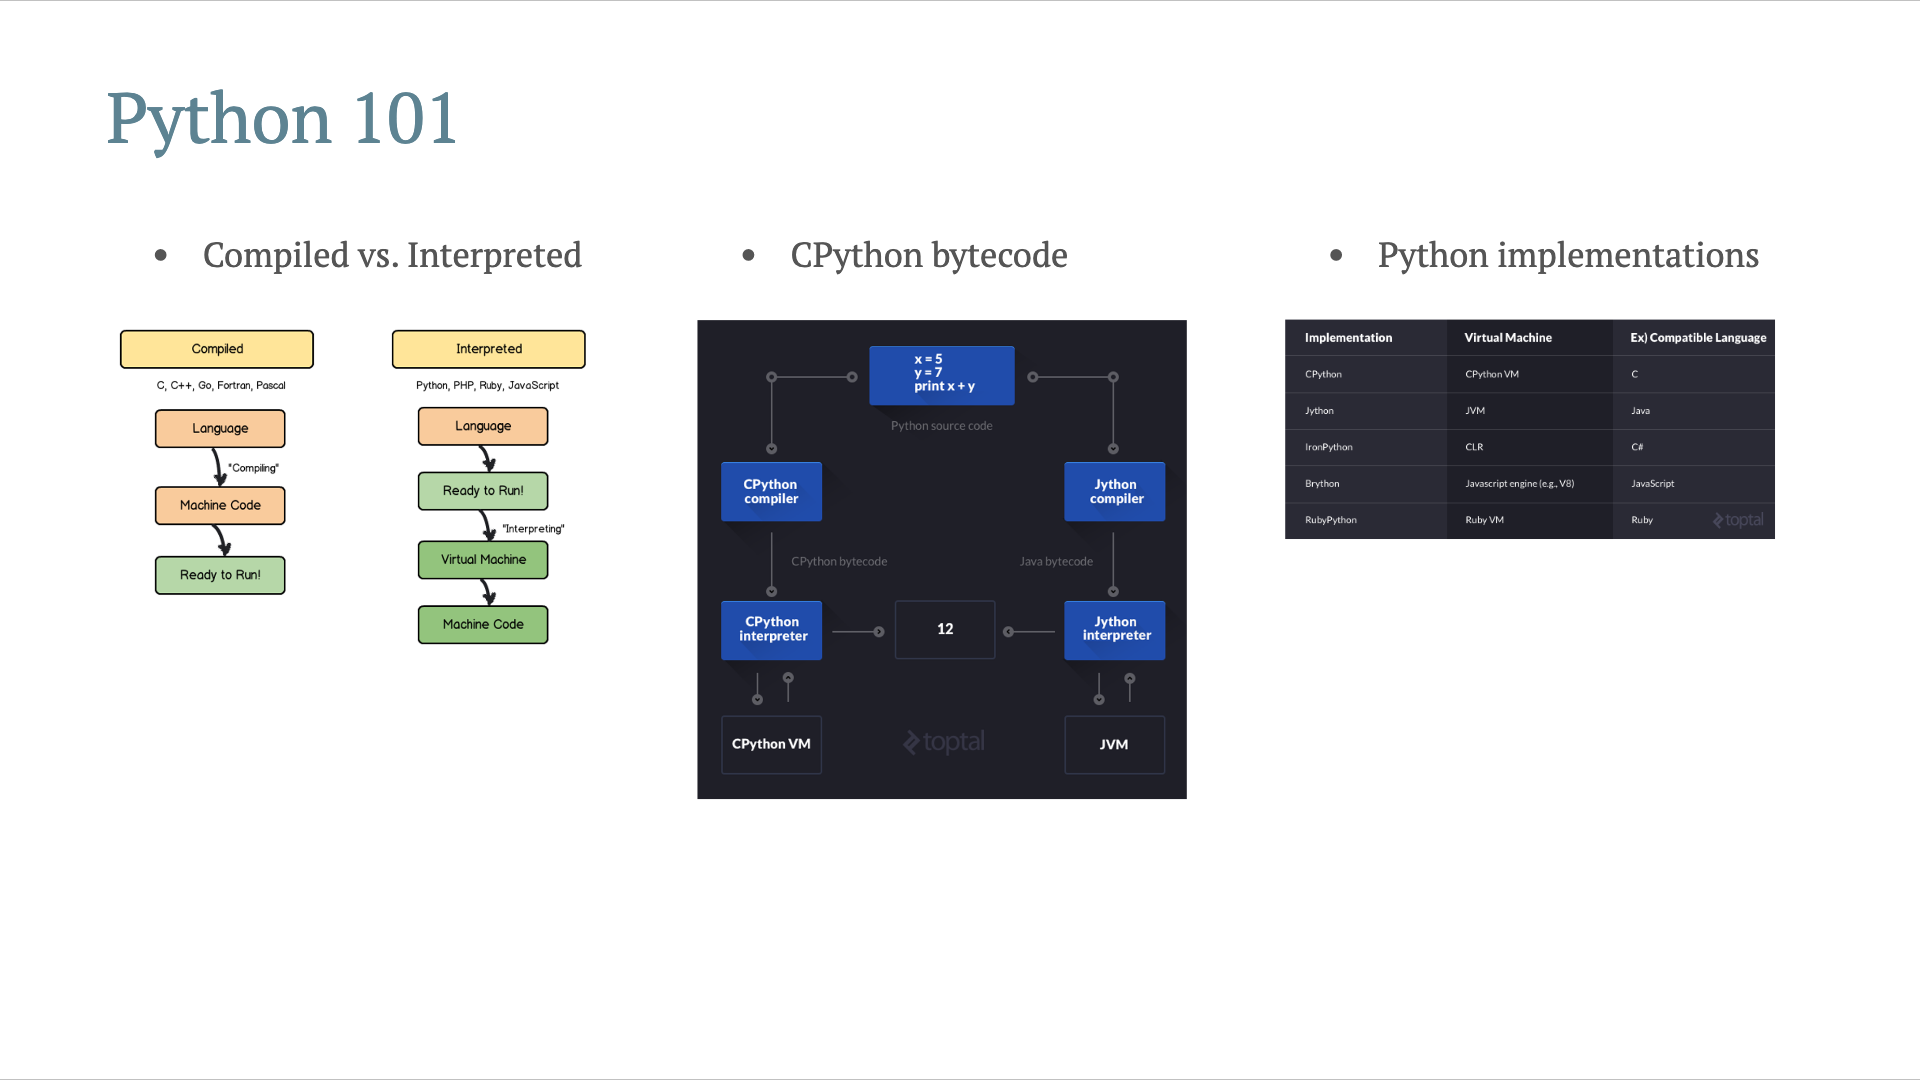 Python 101
• Compiled vs. Interpreted
Compiled
C, C++, Go, Fortran, Pascal
Language
"Compiling"
Machine Code
Ready to Run!
Interpreted
Python, PHP, Ruby, JavaScript
Language
Ready to Run!
"Interpreting"
Virtual Machine
Machine Code
• CPython bytecode
x = 5
y = 7
print x + y
Python source code
CPython
compiler
Jython
compiler
CPython bytecode
Java bytecode
CPython
interpreter
12
Jython
interpreter
CPython VM
toptal
JVM
• Python implementations
Implementation Virtual Machine Ex) Compatible Language
CPython CPython VM C
Jython JVM Java
IronPython CLR C#
Brython Javascript engine (e.g., V8) JavaScript
RubyPython Ruby VM Ruby
toptal